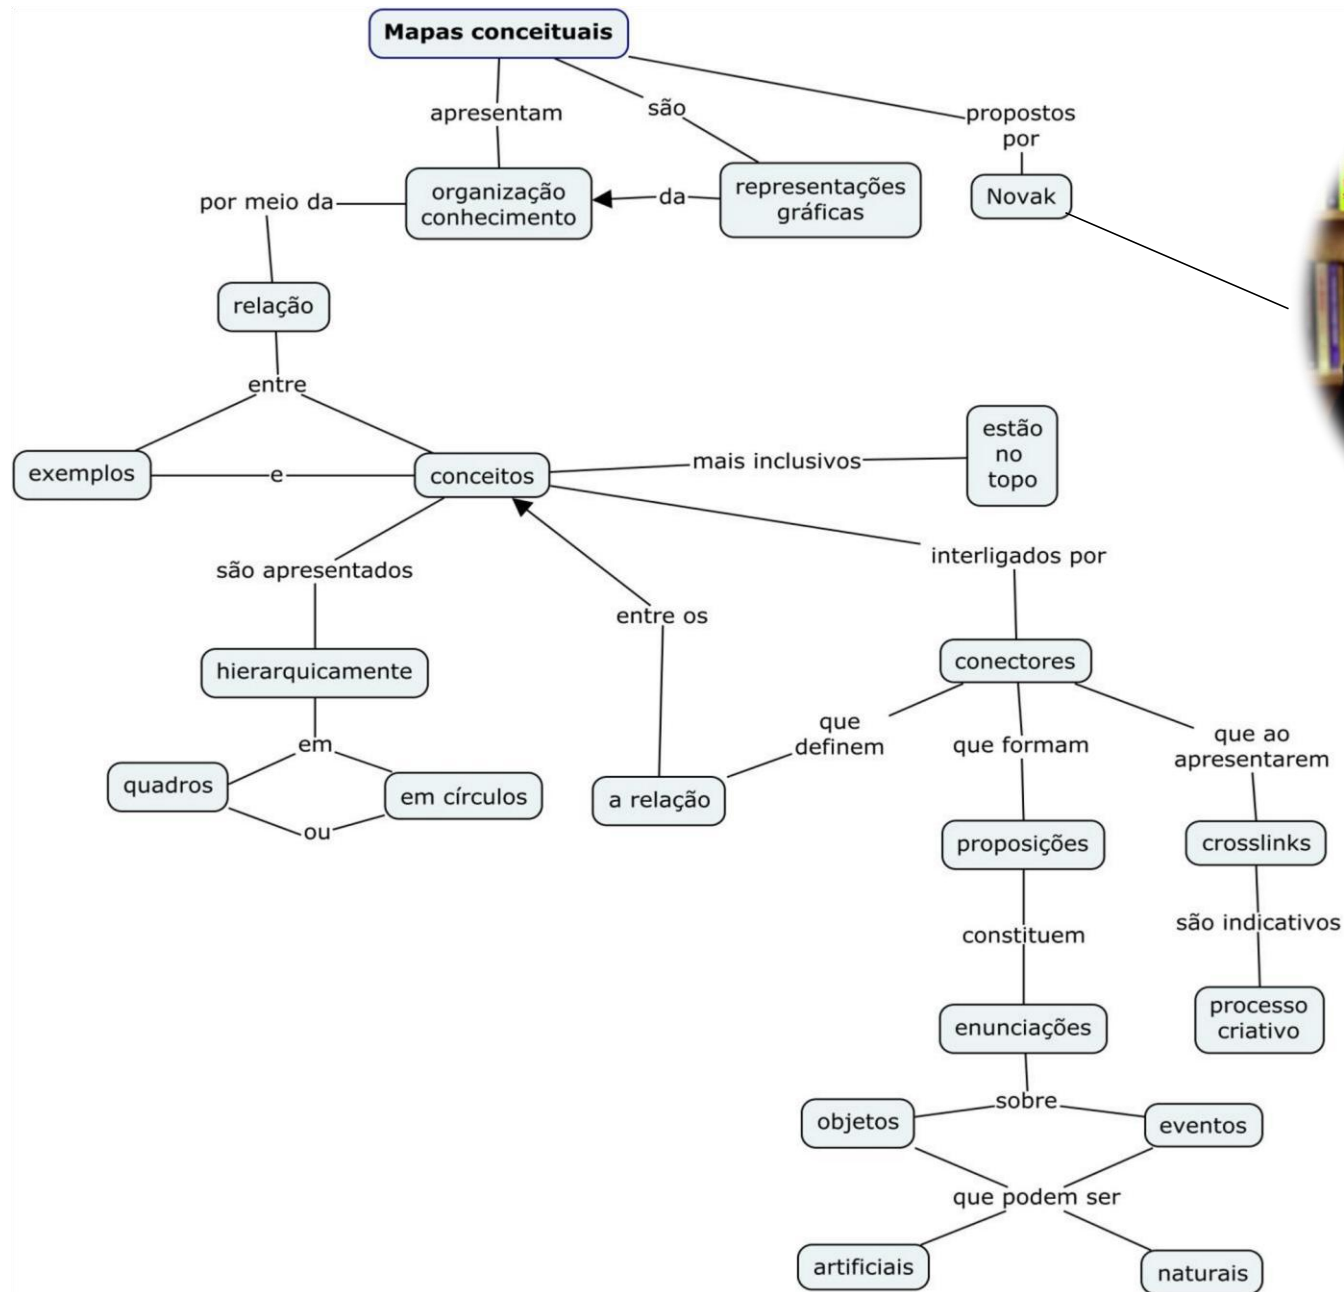 Mapas conceituais
apresentam
são
propostos
por
organização
conhecimento
da
representações
gráficas
Novak
por meio da
relação
entre
exemplos
e
conceitos
mais inclusivos
estão
no
topo
são apresentados
entre os
interligados por
hierarquicamente
conectores
em
quadros
em círculos
ou
que
definem
a relação
que formam
que ao
apresentarem
proposições
crosslinks
constituem
são indicativos
enunciações
processo
criativo
sobre
objetos
eventos
que podem ser
artificiais
naturais